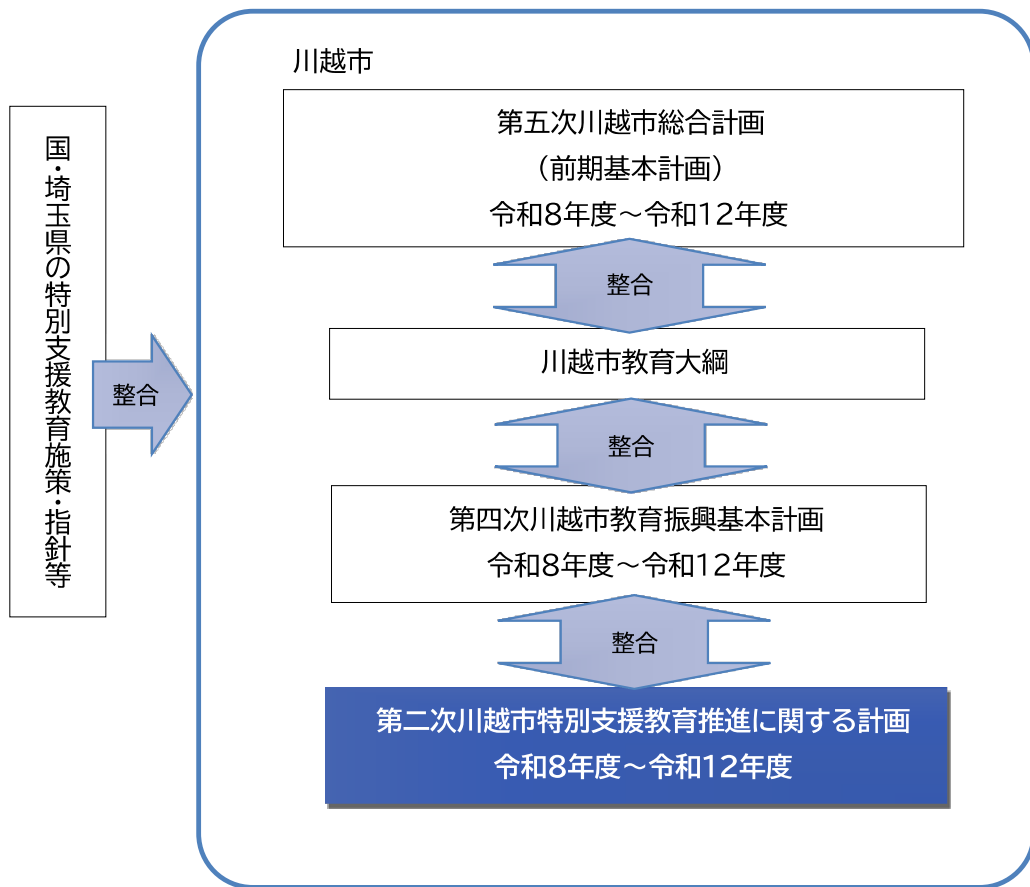 国・埼玉県の特別支援教育施策・指針等
整合
川越市
第五次川越市総合計画
（前期基本計画）
令和8年度～令和12年度
整合
川越市教育大綱
整合
第四次川越市教育振興基本計画
令和8年度～令和12年度
整合
第二次川越市特別支援教育推進に関する計画
令和8年度～令和12年度